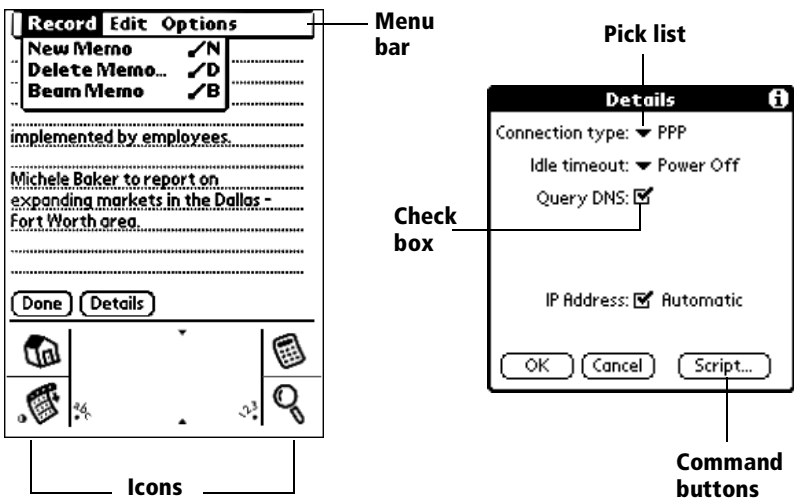 Record Edit Options
New Memo /N
Delete Memo... /D
Beam Memo /B
implemented by employees.
Michele Baker to report on
expanding markets in the Dallas -
Fort Worth area.
Done Details
abc
123
Icons
Menu
bar
Pick list
Details i
Connection type: PPP
Idle timeout: Power Off
Query DNS:
Check
box
IP Address: Automatic
OK Cancel Script...
Command
buttons